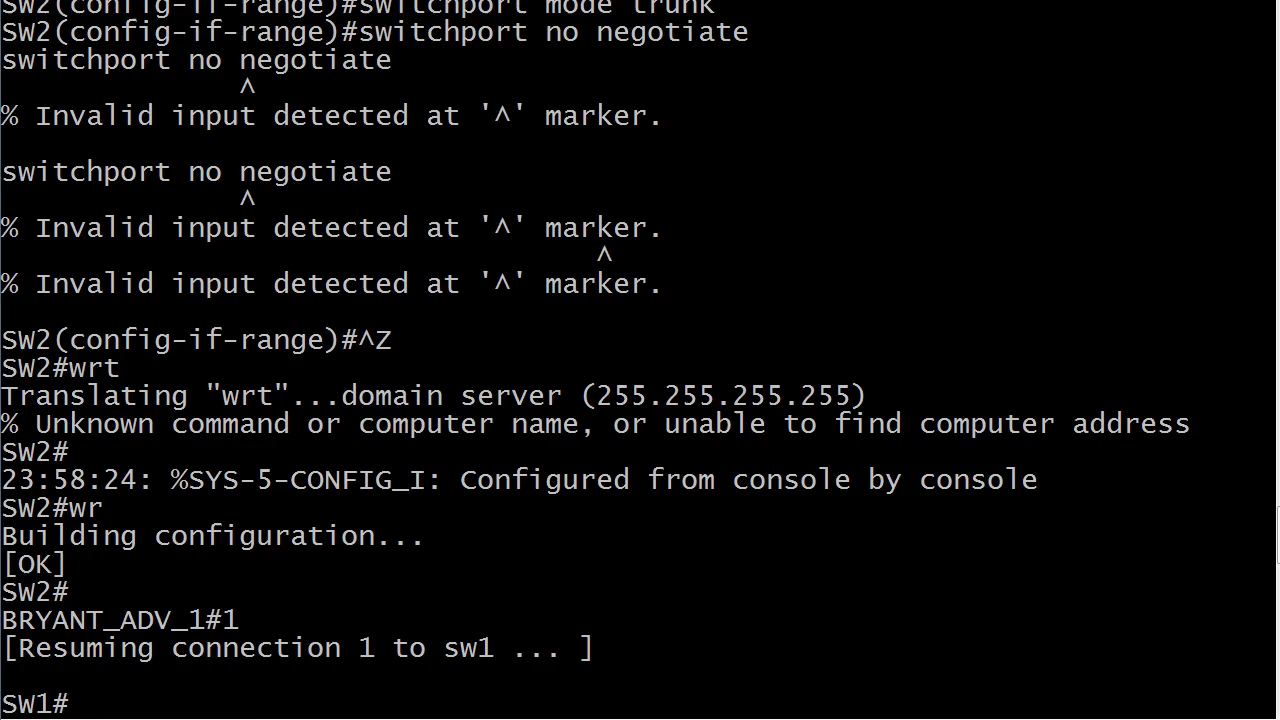 SW2(config-if-range)#switchport mode trunk
SW2(config-if-range)#switchport no negotiate
switchport no negotiate
^
% Invalid input detected at '^' marker.
switchport no negotiate
^
% Invalid input detected at '^' marker.
^
% Invalid input detected at '^' marker.
SW2(config-if-range)#^Z
SW2#wrt
Translating "wrt"...domain server (255.255.255.255)
% Unknown command or computer name, or unable to find computer address
SW2#
23:58:24: %SYS-5-CONFIG_I: Configured from console by console
SW2#wr
Building configuration...
[OK]
SW2#
BRYANT_ADV_1#1
[Resuming connection 1 to sw1 ... ]
SW1#